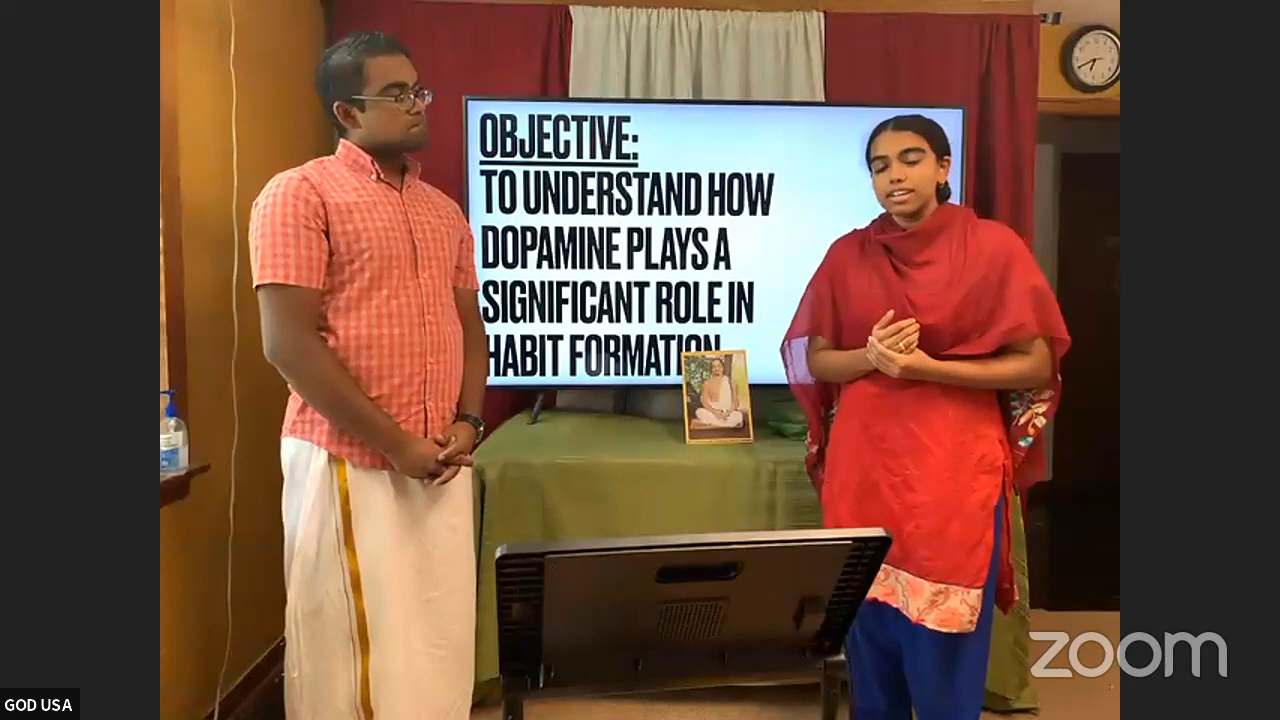 OBJECTIVE:
TO UNDERSTAND HOW
DOPAMINE PLAYS A
SIGNIFICANT ROLE IN
HABIT FORMATION
zoom
GOD USA